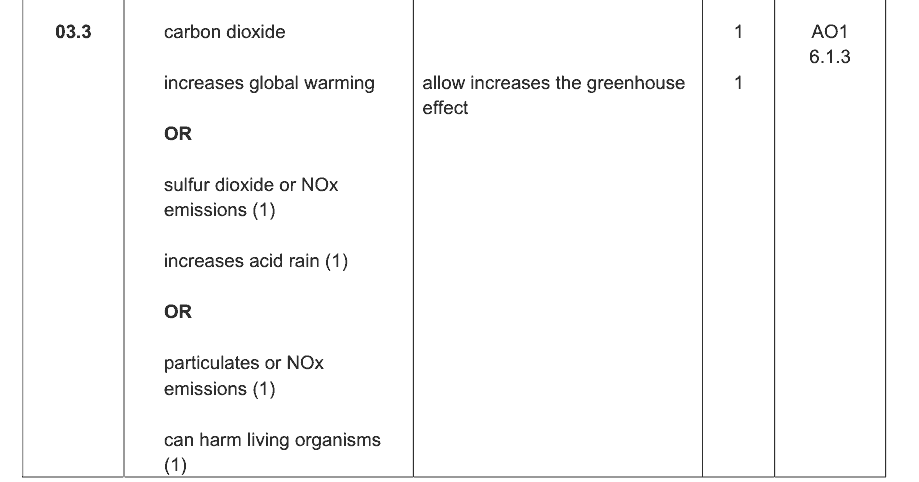 03.3 carbon dioxide 1 AO1
6.1.3
increases global warming allow increases the greenhouse 1
effect
OR
sulfur dioxide or NOx
emissions (1)
increases acid rain (1)
OR
particulates or NOx
emissions (1)
can harm living organisms
(1)